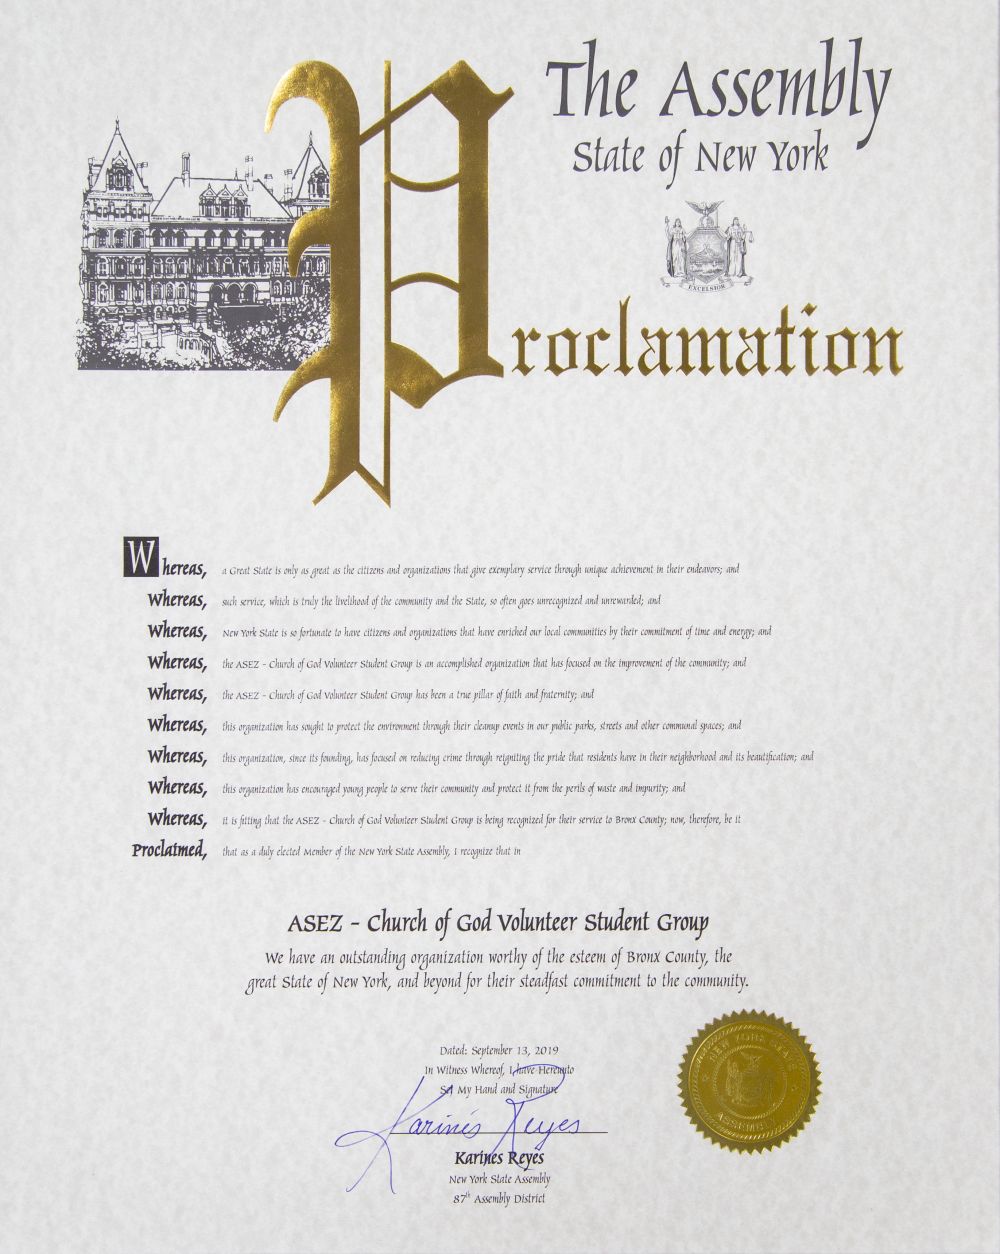 The Assembly
State of New York
EXCELSIOR
Proclamation
Whereas, a Great State is only as great as the citizens and organizations that give exemplary service through unique achievement in their endeavors; and
Whereas, such service, which is truly the livelihood of the community and the State, so often goes unrecognized and unrewarded; and
Whereas, New York State is so fortunate to have citizens and organizations that have enriched our local communities by their commitment of time and energy; and
Whereas, the ASEZ - Church of God Volunteer Student Group is an accomplished organization that has focused on the improvement of the community; and
Whereas, the ASEZ - Church of God Volunteer Student Group has been a true pillar of faith and fraternity; and
Whereas, this organization has sought to protect the environment through their cleanup events in our public parks, streets and other communal spaces; and
Whereas, this organization, since its founding, has focused on reducing crime through reigniting the pride that residents have in their neighborhood and its beautification; and
Whereas, this organization has encouraged young people to serve their community and protect it from the perils of waste and impurity; and
Whereas, it is fitting that the ASEZ - Church of God Volunteer Student Group is being recognized for their service to Bronx County; now, therefore, be it
Proclaimed, that as a duly elected Member of the New York State Assembly, I recognize that in
ASEZ - Church of God Volunteer Student Group
We have an outstanding organization worthy of the esteem of Bronx County, the
great State of New York, and beyond for their steadfast commitment to the community.
Dated: September 13, 2019
In Witness Whereof, I have Hereunto
Set My Hand and Signature
Karines Reyes
Karines Reyes
New York State Assembly
87th Assembly District
NEW YORK STATE
ASSEMBLY